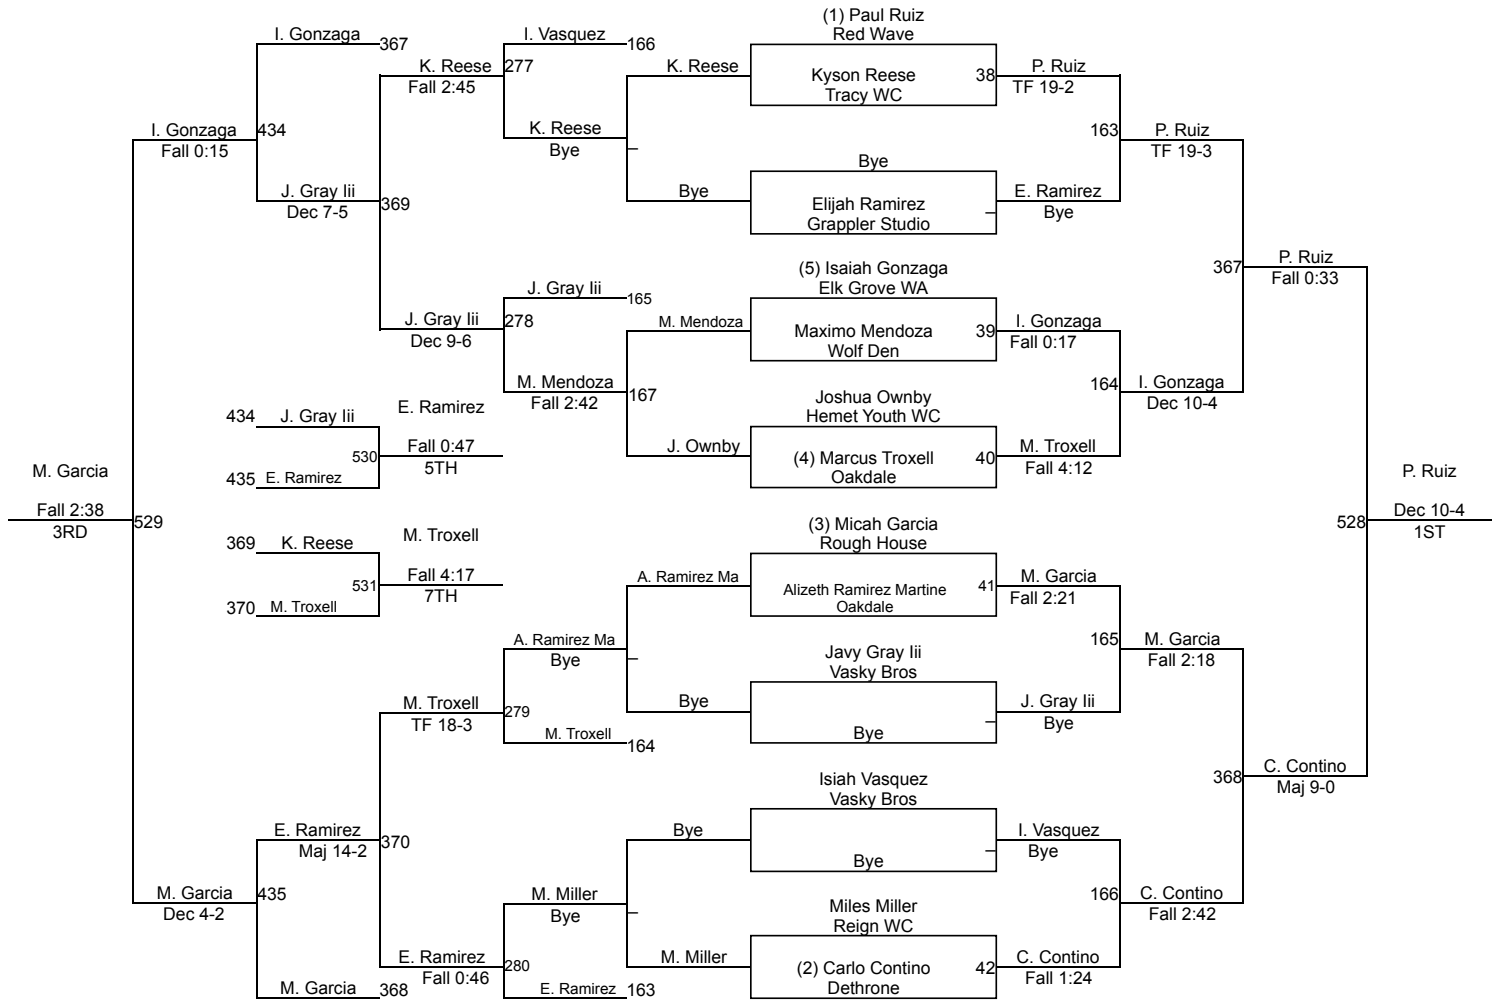 (1) Paul Ruiz
Red Wave
I. Gonzaga
367
I. Vasquez
166
K. Reese
277
Fall 2:45
K. Reese
Kyson Reese
Tracy WC
38
P. Ruiz
TF 19-2
I. Gonzaga
434
Fall 0:15
K. Reese
Bye
163
P. Ruiz
TF 19-3
Bye
J. Gray Iii
Dec 7-5
369
Bye
Elijah Ramirez
Grappler Studio
E. Ramirez
Bye
(5) Isaiah Gonzaga
Elk Grove WA
367
P. Ruiz
Fall 0:33
J. Gray Iii
165
J. Gray Iii
278
Dec 9-6
M. Mendoza
Maximo Mendoza
Wolf Den
39
I. Gonzaga
Fall 0:17
M. Mendoza
Fall 2:42
167
164
I. Gonzaga
Dec 10-4
Joshua Ownby
Hemet Youth WC
434
J. Gray Iii
E. Ramirez
530
Fall 0:47
5TH
435
E. Ramirez
J. Ownby
(4) Marcus Troxell
Oakdale
40
M. Troxell
Fall 4:12
M. Garcia
Fall 2:38
3RD
529
P. Ruiz
528
Dec 10-4
1ST
(3) Micah Garcia
Rough House
369
K. Reese
M. Troxell
531
Fall 4:17
7TH
370
M. Troxell
A. Ramirez Ma
Alizeth Ramirez Martine
Oakdale
41
M. Garcia
Fall 2:21
A. Ramirez Ma
Bye
165
M. Garcia
Fall 2:18
Javy Gray Iii
Vasky Bros
M. Troxell
TF 18-3
279
Bye
Bye
J. Gray Iii
Bye
M. Troxell
164
Isiah Vasquez
Vasky Bros
368
C. Contino
Maj 9-0
E. Ramirez
Maj 14-2
370
Bye
Bye
I. Vasquez
Bye
M. Garcia
Dec 4-2
435
M. Miller
Bye
166
C. Contino
Fall 2:42
Miles Miller
Reign WC
E. Ramirez
Fall 0:46
280
M. Miller
(2) Carlo Contino
Dethrone
42
C. Contino
Fall 1:24
M. Garcia
368
E. Ramirez
163